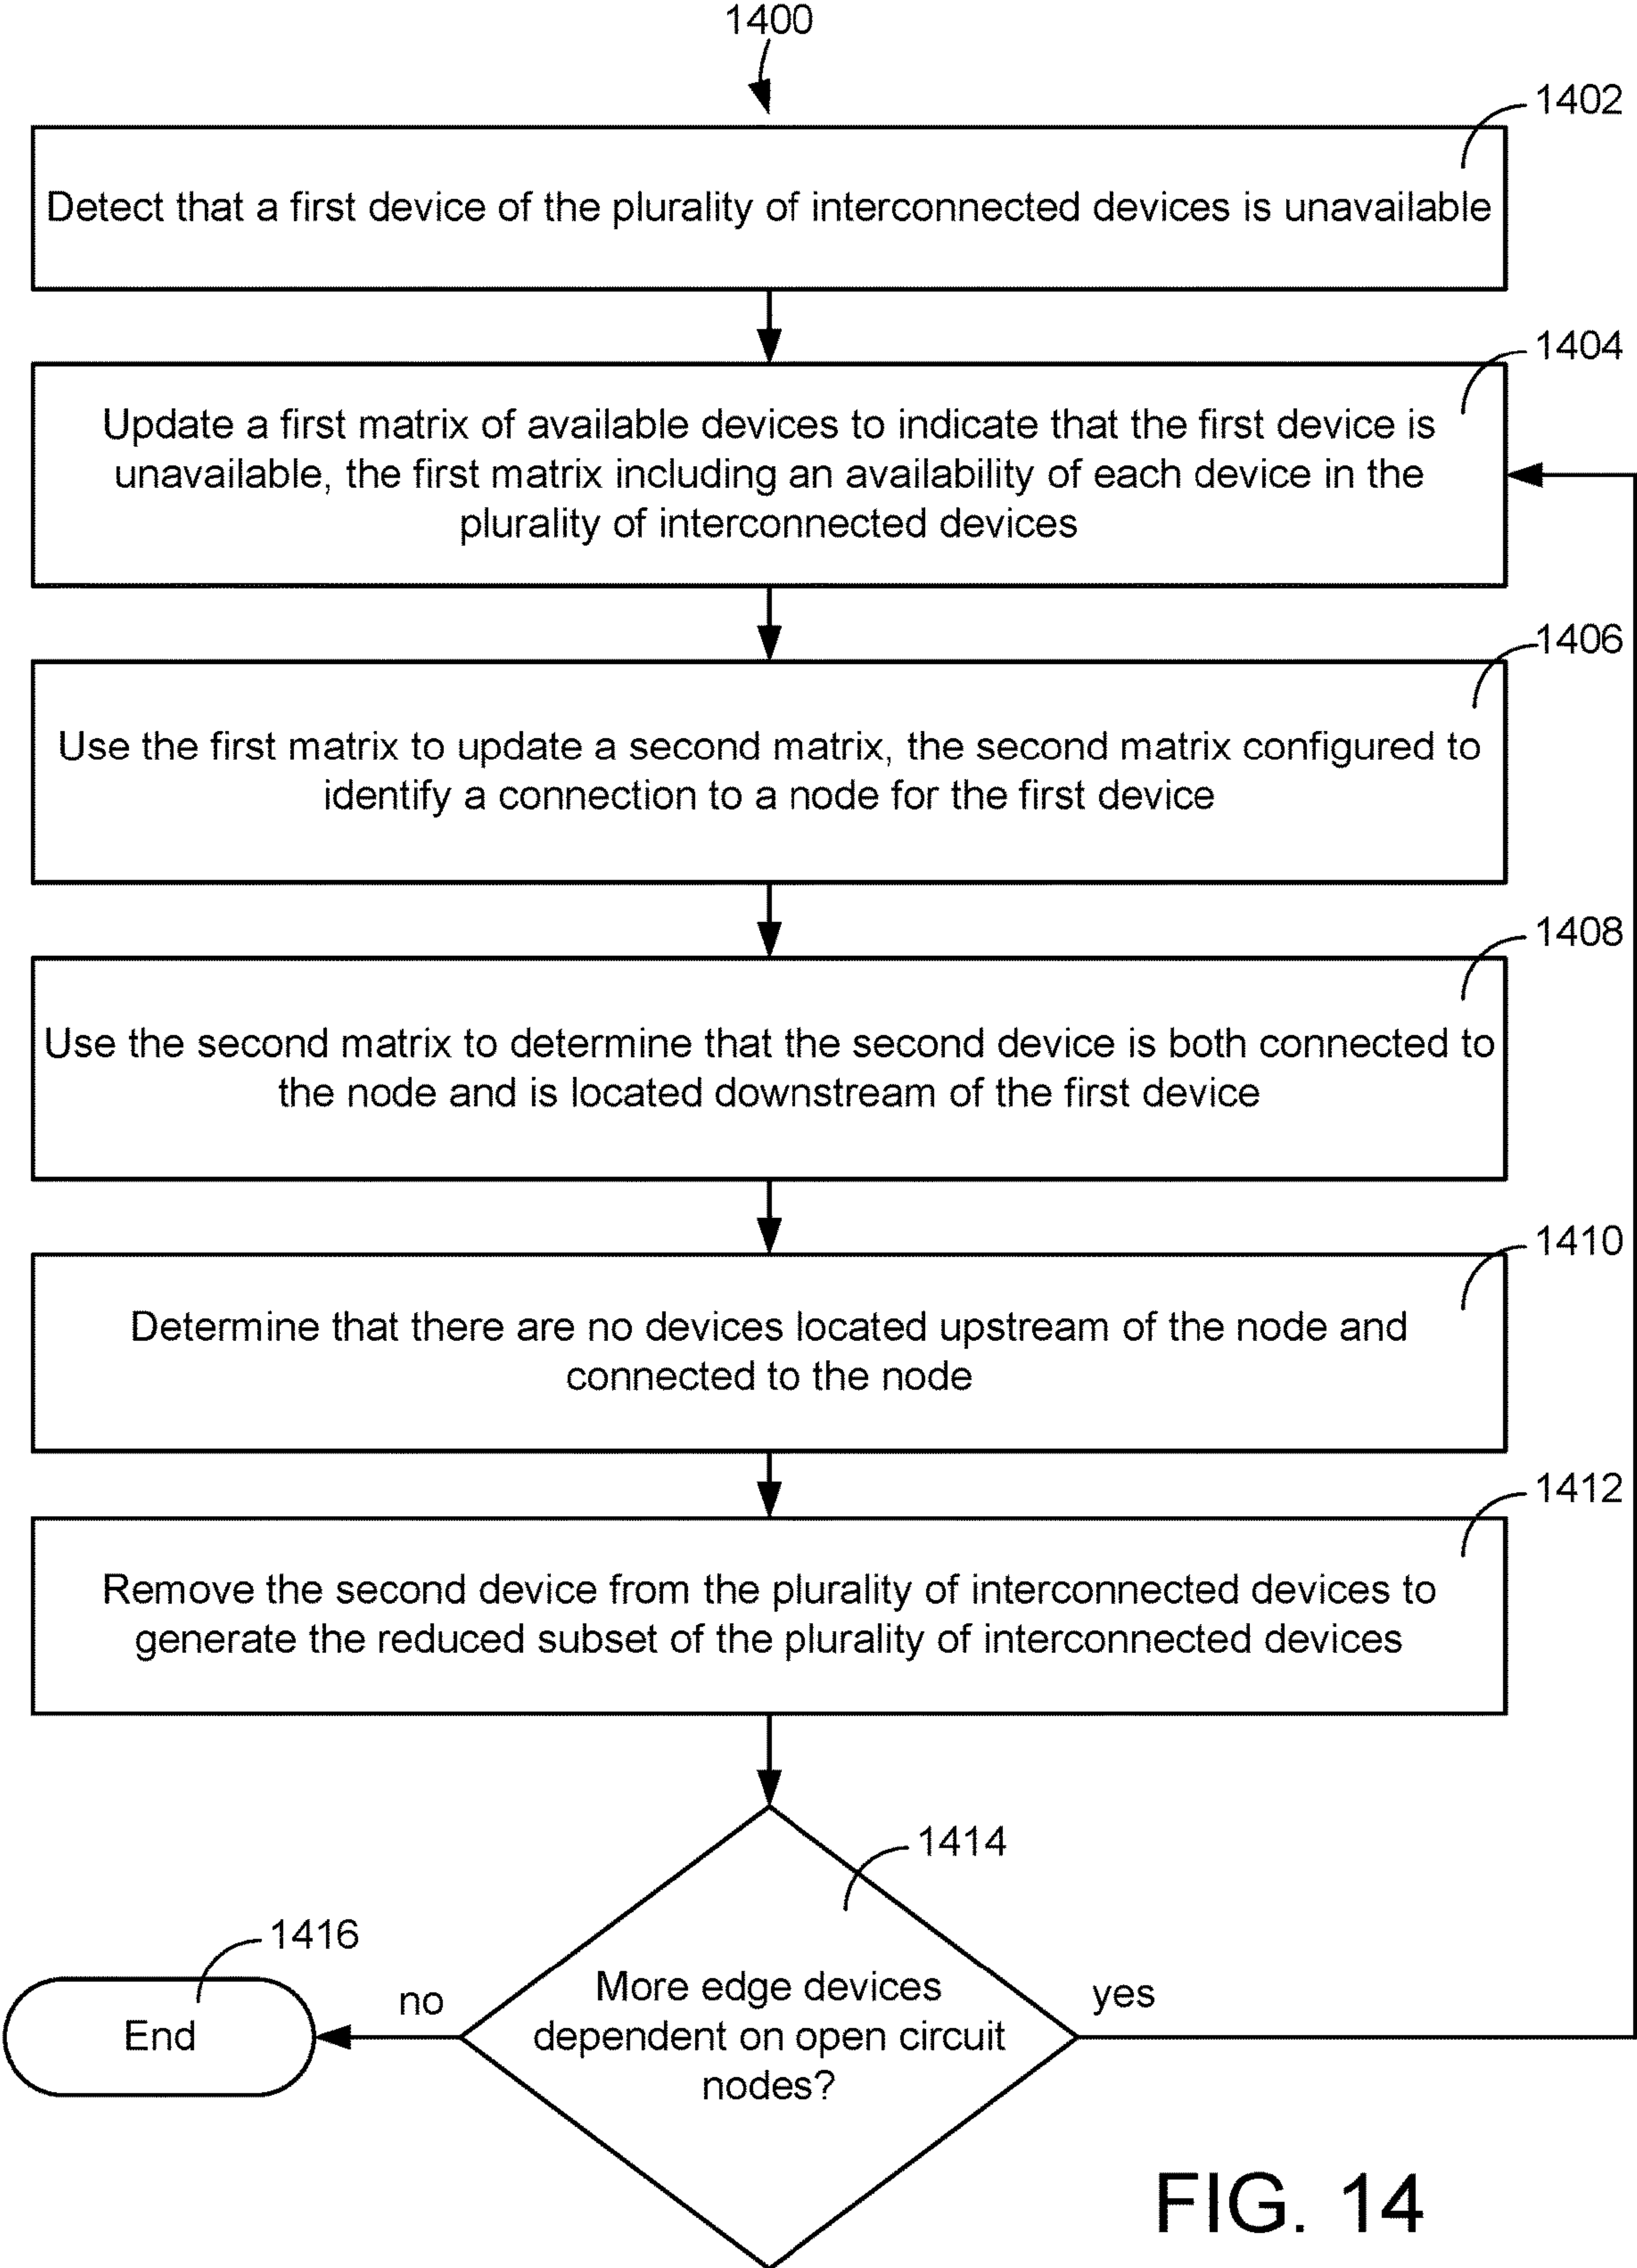 1400
1402
Detect that a first device of the plurality of interconnected devices is unavailable
1404
Update a first matrix of available devices to indicate that the first device is
unavailable, the first matrix including an availability of each device in the
plurality of interconnected devices
1406
Use the first matrix to update a second matrix, the second matrix configured to
identify a connection to a node for the first device
1408
Use the second matrix to determine that the second device is both connected to
the node and is located downstream of the first device
1410
Determine that there are no devices located upstream of the node and
connected to the node
1412
Remove the second device from the plurality of interconnected devices to
generate the reduced subset of the plurality of interconnected devices
1414
More edge devices
dependent on open circuit
nodes?
yes
no
1416
End
FIG. 14